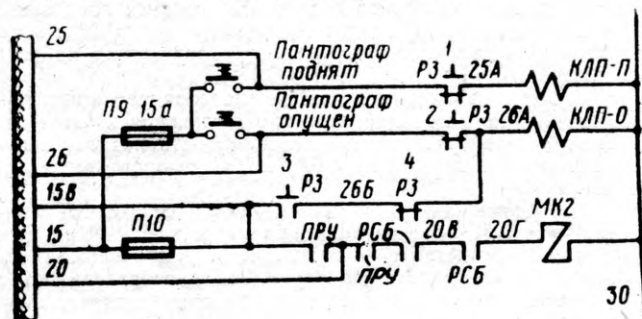 25
Пантограф поднят
1
РЗ 25А
КЛП-П
П9 15а
Пантограф опущен
2
РЗ 26А
КЛП-О
26
3
4
15В
РЗ
26Б
РЗ
МК2
15
П10
ПРУ
РСБ
20В
20Г
20
ПРУ
РСБ
30